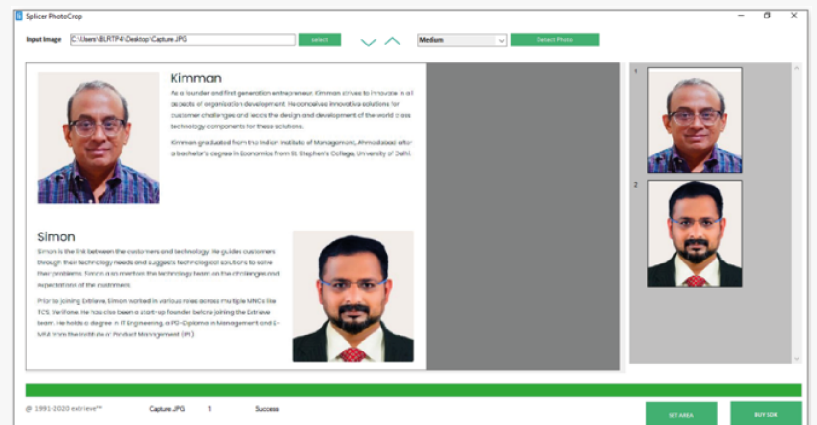 Splicer PhotoCrop
Input Image C:\Users\BLRTP4\Desktop\Capture.JPG select Medium Detect Photo
Kimman
As a founder and first generation entrepreneur, Kimman strives to innovate in all
aspects of organisation development. He conceives innovative solutions for
customer challenges and leads the design and development of the world class
technology components for these solutions.
Kimman graduated from the Indian Institute of Management, Ahmedabad after
a bachelor's degree in Economics from St. Stephen's College, University of Delhi.
1
2
Simon
Simon is the link between the customers and technology. He guides customers
through their technology needs and suggests technological solutions to solve
their problems. Simon also mentors the technology team on the challenges and
expectations of the customers.
Prior to joining Extrieve, Simon worked in various roles across multiple MNCs like
TCS, Verifone. He has also been a start-up founder before joining the Extrieve
team. He holds a degree in IT Engineering, a PG-Diploma in Management and E-
MBA from the Institute of Product Management (IPL)
@ 1991-2020 extrieve™ Capture.JPG 1 Success
SET AREA BUY SDK